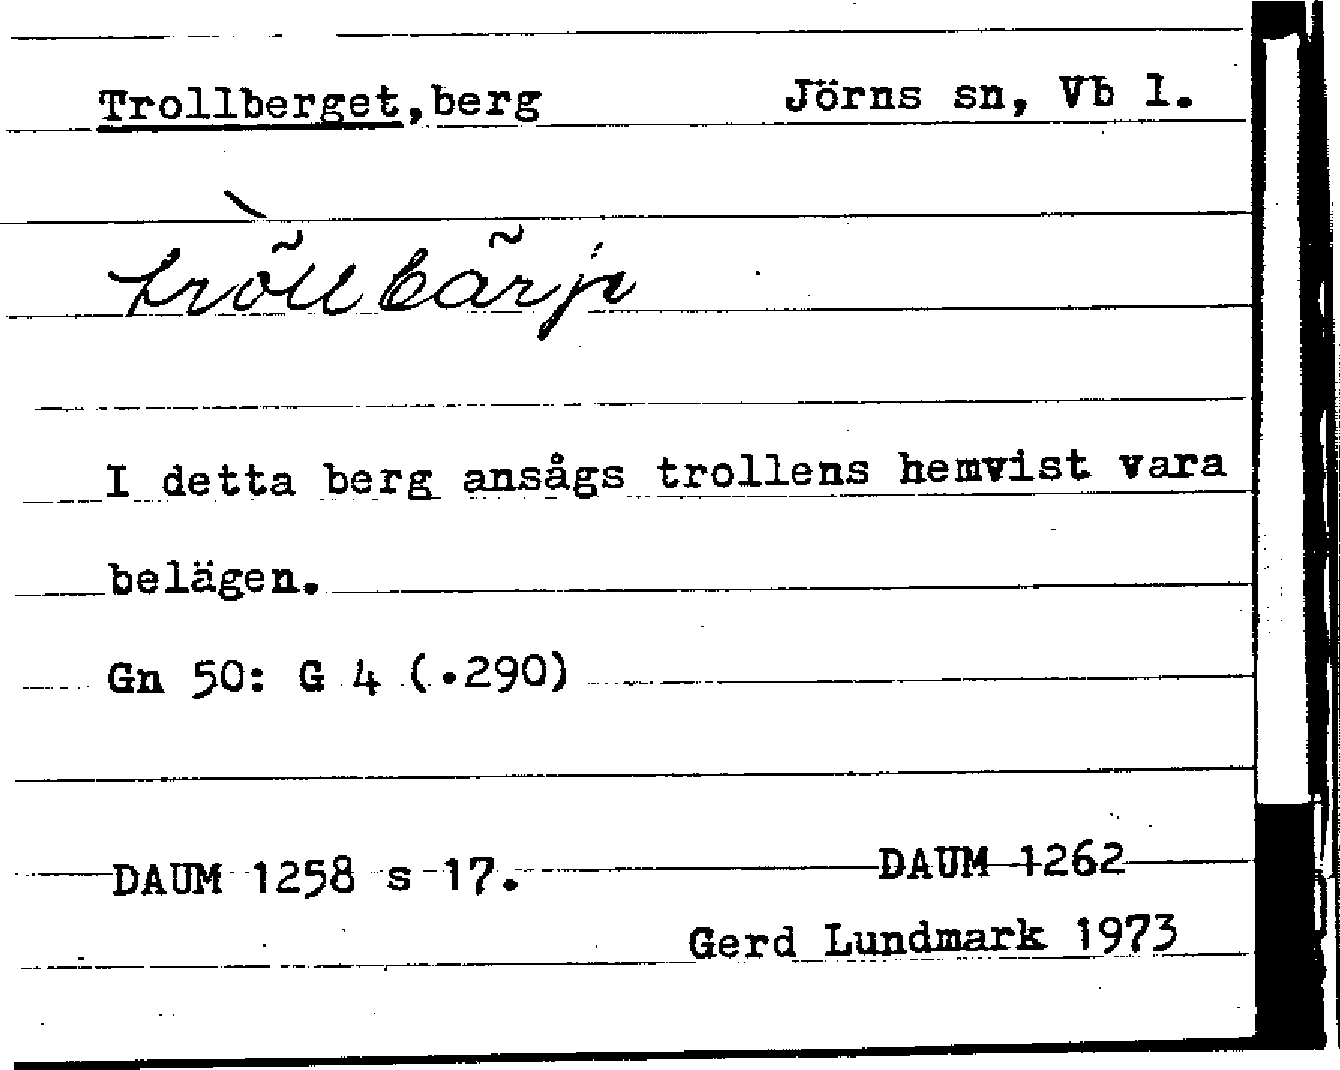 Trollberget, berg Jörns sn, Vb l.
I detta berg ansågs trollens hemvist vara
belägen.
Gn 50: G 4 (.290)
DAUM 1258 s 17. DAUM 1262
Gerd Lundmark 1973